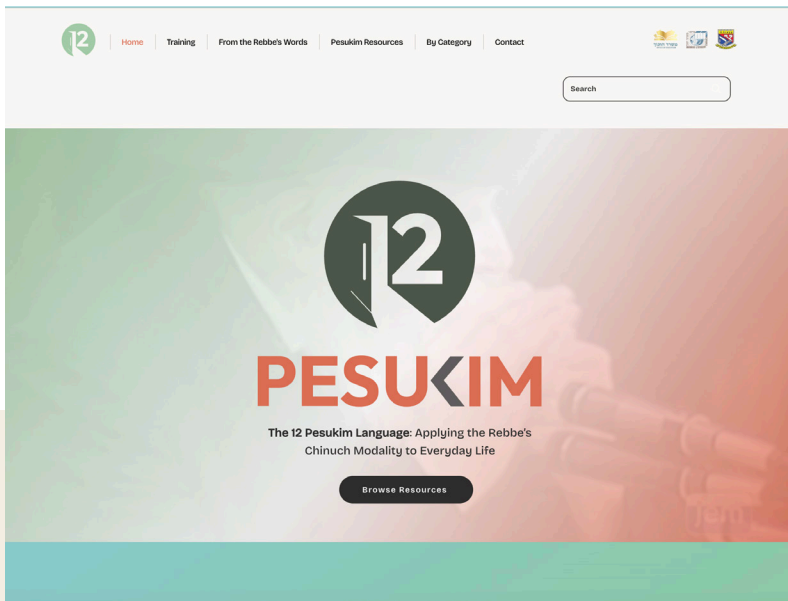 12
Home
Training
From the Rebbe's Words
Pesukim Resources
By Category
Contact
Search
12
PESUKIM
The 12 Pesukim Language: Applying the Rebbe's
Chinuch Modality to Everyday Life
Browse Resources
jem